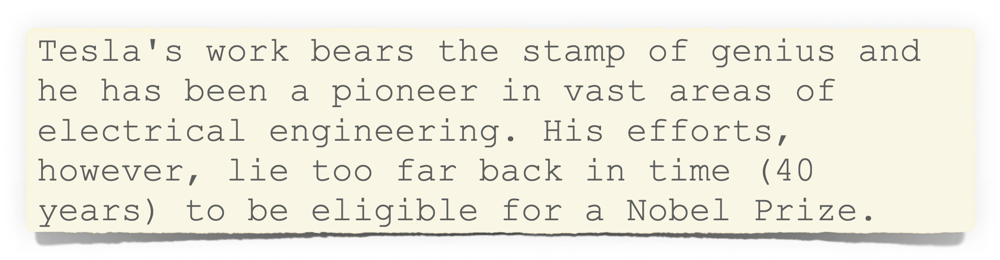 Tesla's work bears the stamp of genius and
he has been a pioneer in vast areas of
electrical engineering. His efforts,
however, lie too far back in time (40
years) to be eligible for a Nobel Prize.